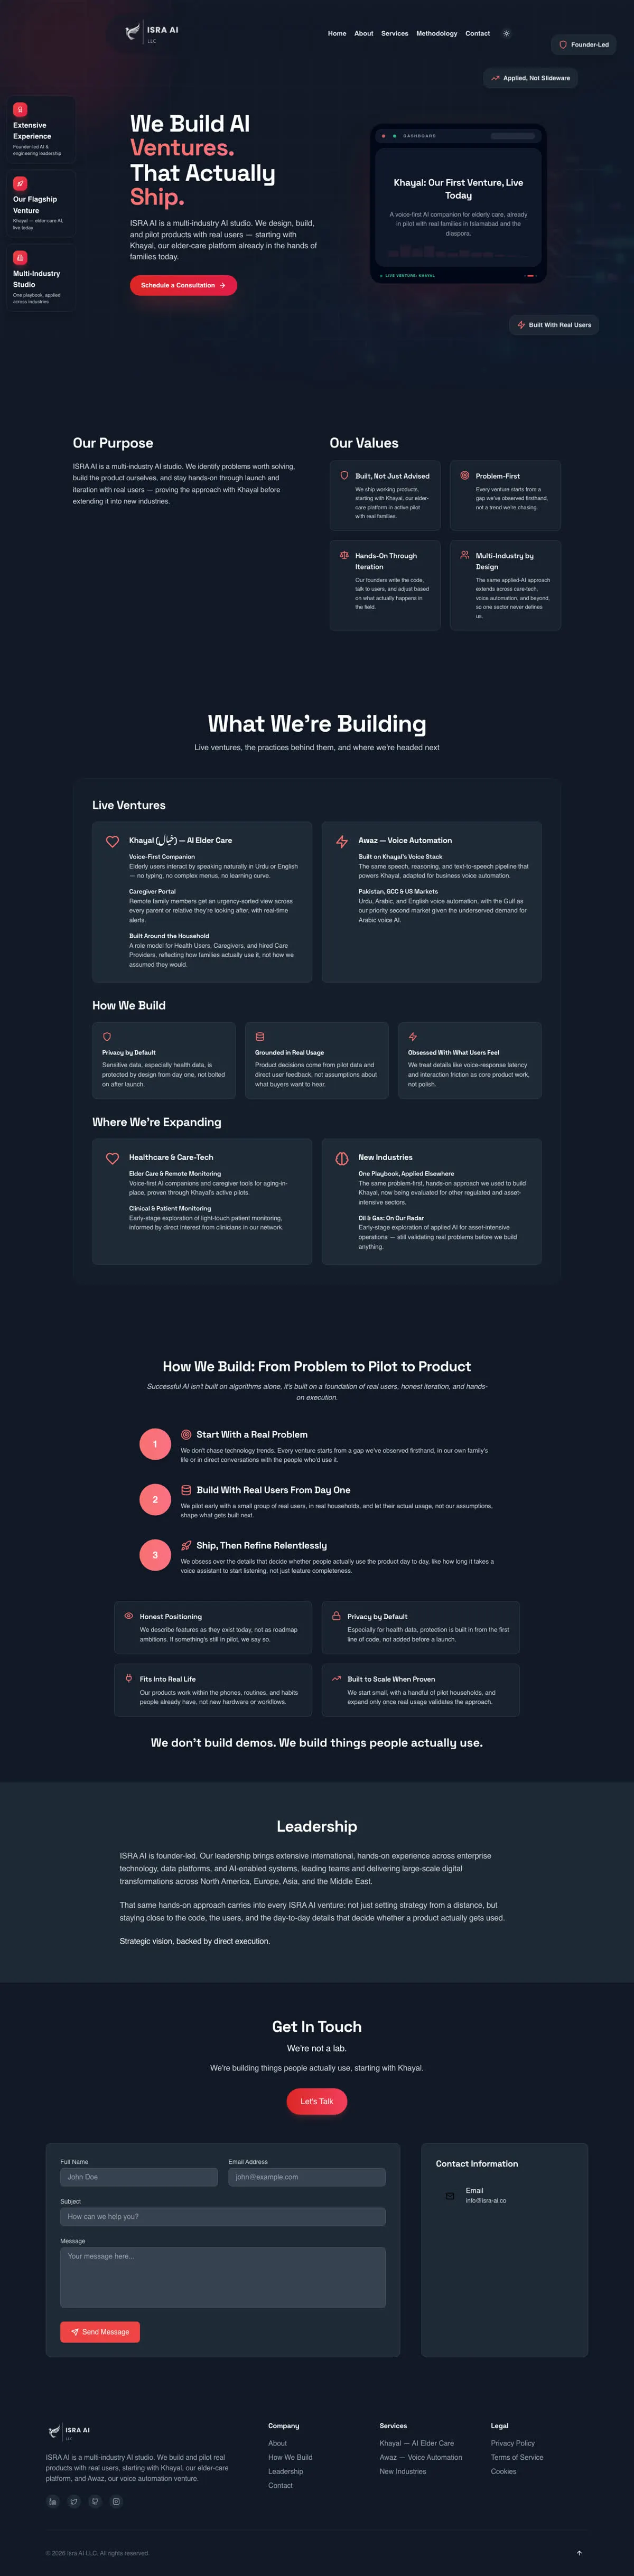 ISRA AI
LLC
Home About Services Methodology Contact
Founder-Led
Applied, Not Slideware
Extensive
Experience
Founder-led AI &
engineering leadership
Our Flagship
Venture
Khayal — elder-care AI,
live today
Multi-Industry
Studio
One playbook, applied
across industries
We Build AI
Ventures.
That Actually
Ship.
ISRA AI is a multi-industry AI studio. We design, build,
and pilot products with real users — starting with
Khayal, our elder-care platform already in the hands of
families today.
Schedule a Consultation
DASHBOARD
Khayal: Our First Venture, Live
Today
A voice-first AI companion for elderly care, already
in pilot with real families in Islamabad and the
diaspora.
LIVE VENTURE: KHAYAL
Built With Real Users
Our Purpose
ISRA AI is a multi-industry AI studio. We identify problems worth solving,
build the product ourselves, and stay hands-on through launch and
iteration with real users — proving the approach with Khayal before
extending it into new industries.
Our Values
Built, Not Just Advised
We ship working products,
starting with Khayal, our elder-
care platform in active pilot
with real families.
Problem-First
Every venture starts from a
gap we've observed firsthand,
not a trend we're chasing.
Hands-On Through
Iteration
Our founders write the code,
talk to users, and adjust based
on what actually happens in
the field.
Multi-Industry by
Design
The same applied-AI approach
extends across care-tech,
voice automation, and beyond,
so one sector never defines
us.
What We're Building
Live ventures, the practices behind them, and where we're headed next
Live Ventures
Khayal (خیال) — AI Elder Care
Voice-First Companion
Elderly users interact by speaking naturally in Urdu or English
— no typing, no complex menus, no learning curve.
Caregiver Portal
Remote family members get an urgency-sorted view across
every parent or relative they're looking after, with real-time
alerts.
Built Around the Household
A role model for Health Users, Caregivers, and hired Care
Providers, reflecting how families actually use it, not how we
assumed they would.
Awaz — Voice Automation
Built on Khayal's Voice Stack
The same speech, reasoning, and text-to-speech pipeline that
powers Khayal, adapted for business voice automation.
Pakistan, GCC & US Markets
Urdu, Arabic, and English voice automation, with the Gulf as
our priority second market given the underserved demand for
Arabic voice AI.
How We Build
Privacy by Default
Sensitive data, especially health data, is
protected by design from day one, not bolted
on after launch.
Grounded in Real Usage
Product decisions come from pilot data and
direct user feedback, not assumptions about
what buyers want to hear.
Obsessed With What Users Feel
We treat details like voice-response latency
and interaction friction as core product work,
not polish.
Where We're Expanding
Healthcare & Care-Tech
Elder Care & Remote Monitoring
Voice-first AI companions and caregiver tools for aging-in-
place, proven through Khayal's active pilots.
Clinical & Patient Monitoring
Early-stage exploration of light-touch patient monitoring,
informed by direct interest from clinicians in our network.
New Industries
One Playbook, Applied Elsewhere
The same problem-first, hands-on approach we used to build
Khayal, now being evaluated for other regulated and asset-
intensive sectors.
Oil & Gas: On Our Radar
Early-stage exploration of applied AI for asset-intensive
operations — still validating real problems before we build
anything.
How We Build: From Problem to Pilot to Product
Successful AI isn't built on algorithms alone, it's built on a foundation of real users, honest iteration, and hands-
on execution.
1
Start With a Real Problem
We don't chase technology trends. Every venture starts from a gap we've observed firsthand, in our own family's
life or in direct conversations with the people who'd use it.
2
Build With Real Users From Day One
We pilot early with a small group of real users, in real households, and let their actual usage, not our assumptions,
shape what gets built next.
3
Ship, Then Refine Relentlessly
We obsess over the details that decide whether people actually use the product day to day, like how long it takes a
voice assistant to start listening, not just feature completeness.
Honest Positioning
We describe features as they exist today, not as roadmap
ambitions. If something's still in pilot, we say so.
Privacy by Default
Especially for health data, protection is built in from the first
line of code, not added before a launch.
Fits Into Real Life
Our products work within the phones, routines, and habits
people already have, not new hardware or workflows.
Built to Scale When Proven
We start small, with a handful of pilot households, and
expand only once real usage validates the approach.
We don't build demos. We build things people actually use.
Leadership
ISRA AI is founder-led. Our leadership brings extensive international, hands-on experience across enterprise
technology, data platforms, and AI-enabled systems, leading teams and delivering large-scale digital
transformations across North America, Europe, Asia, and the Middle East.
That same hands-on approach carries into every ISRA AI venture: not just setting strategy from a distance, but
staying close to the code, the users, and the day-to-day details that decide whether a product actually gets used.
Strategic vision, backed by direct execution.
Get In Touch
We're not a lab.
We're building things people actually use, starting with Khayal.
Let's Talk
Full Name
John Doe
Email Address
john@example.com
Subject
How can we help you?
Message
Your message here...
Send Message
Contact Information
Email
info@isra-ai.co
ISRA AI
LLC
ISRA AI is a multi-industry AI studio. We build and pilot real
products with real users, starting with Khayal, our elder-care
platform, and Awaz, our voice automation venture.
Company
About
How We Build
Leadership
Contact
Services
Khayal — AI Elder Care
Awaz — Voice Automation
New Industries
Legal
Privacy Policy
Terms of Service
Cookies
© 2026 Isra AI LLC. All rights reserved.